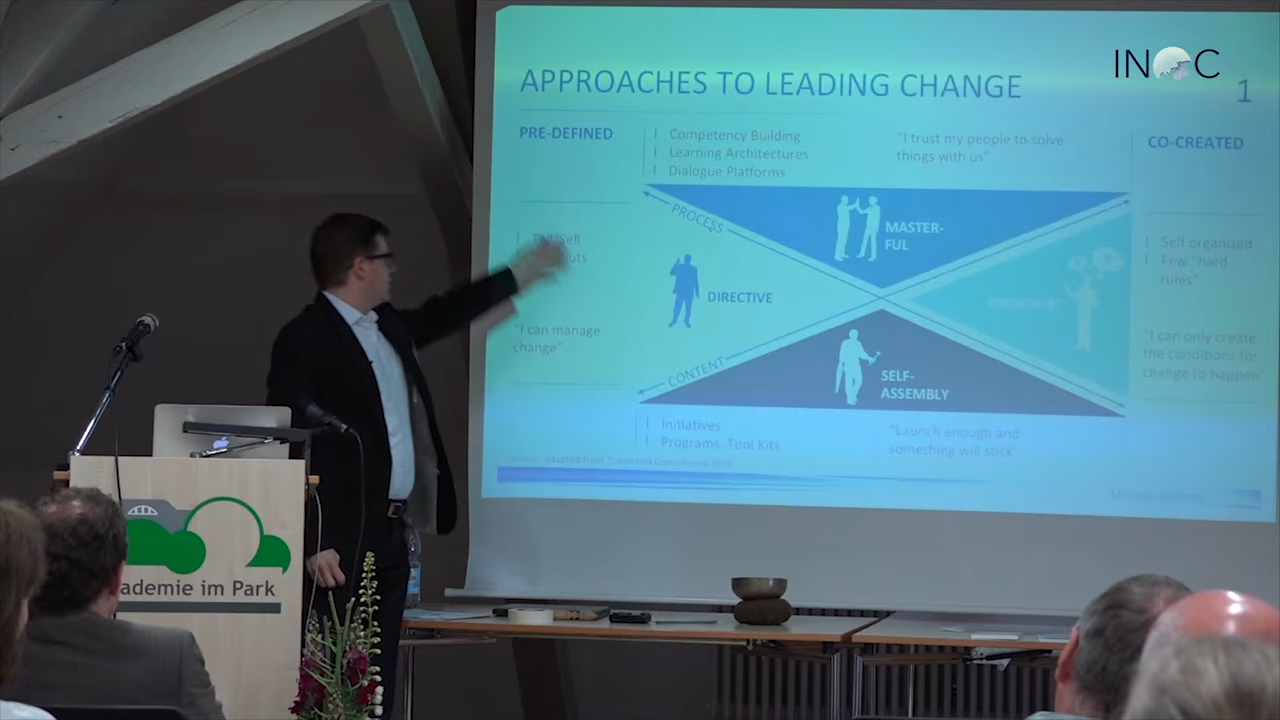 INOC
APPROACHES TO LEADING CHANGE
1
PRE-DEFINED
Competency Building
Learning Architectures
Dialogue Platforms
"I trust my people to solve
things with us"
CO-CREATED
PROCESS
MASTER-
FUL
Self organized
Few "hard
rules"
DIRECTIVE
"I can manage
change"
"I can only create
the conditions for
change to happen"
CONTENT
SELF-
ASSEMBLY
Initiatives
Programs, Tool Kits
"Launch enough and
something will stick"
ademie im Park